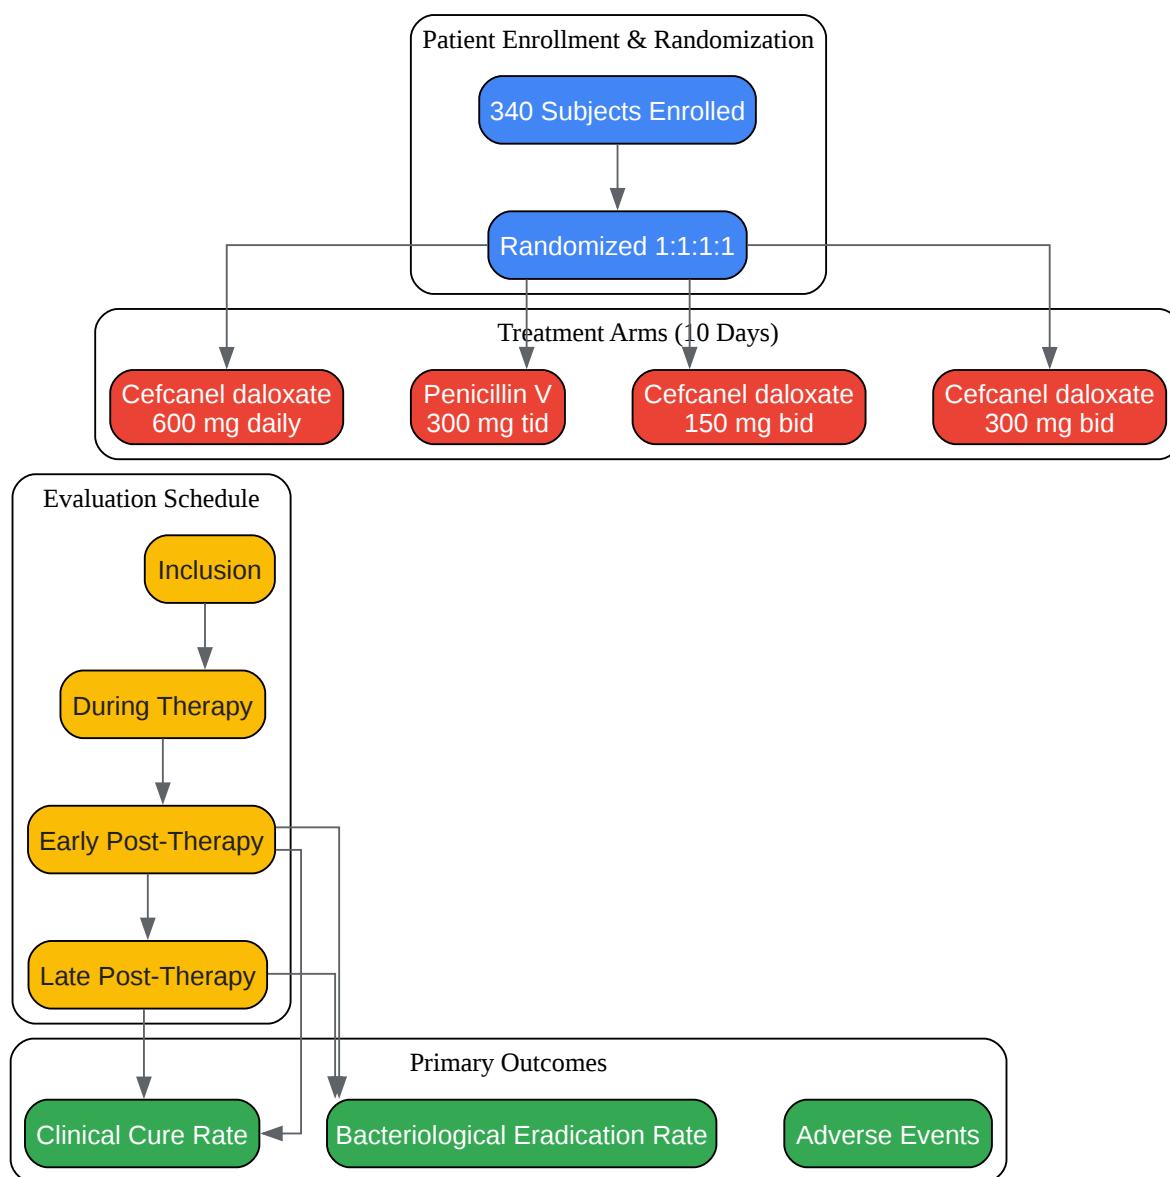 Patient Enrollment & Randomization
340 Subjects Enrolled
Randomized 1:1:1:1
Treatment Arms (10 Days)
Cefcanel daloxate
600 mg daily
Penicillin V
300 mg tid
Cefcanel daloxate
150 mg bid
Cefcanel daloxate
300 mg bid
Evaluation Schedule
Inclusion
During Therapy
Early Post-Therapy
Late Post-Therapy
Primary Outcomes
Clinical Cure Rate
Bacteriological Eradication Rate
Adverse Events